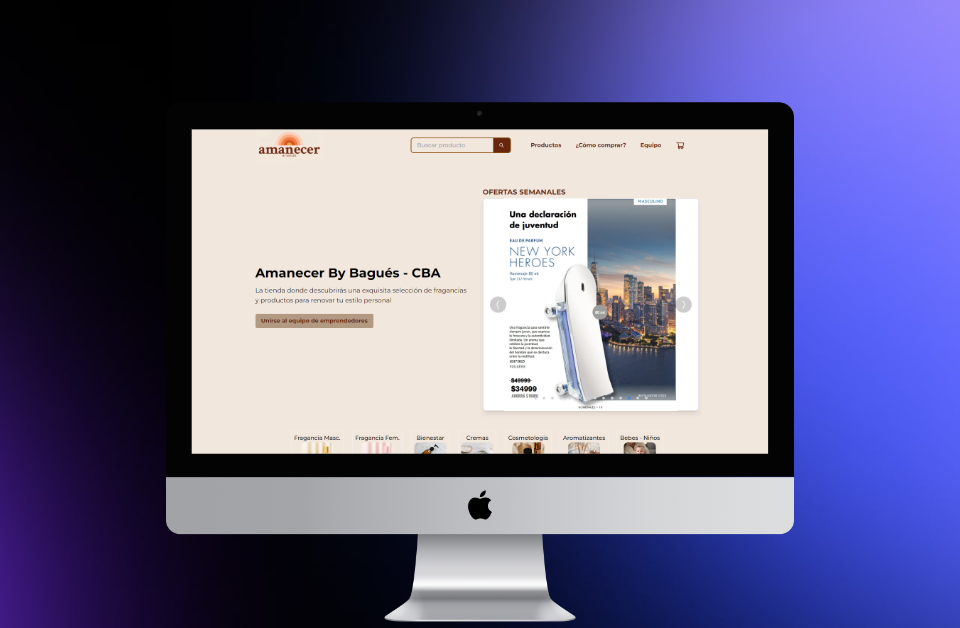 amanecer
Buscar producto
Productos
¿Cómo comprar?
Equipo
OFERTAS SEMANALES
MASCULINO
Una declaración
de juventud
EAU DE PARFUM
NEW YORK
HEROES
Amanecer By Bagués - CBA
La tienda donde descubrirás una exquisita selección de fragancias
y productos para renovar tu estilo personal
Unirse al equipo de emprendedores
$49999
$34999
Fragancia Masc.
Fragancia Fem.
Bienestar
Cremas
Cosmetologia
Aromatizantes
Bebes - Niños